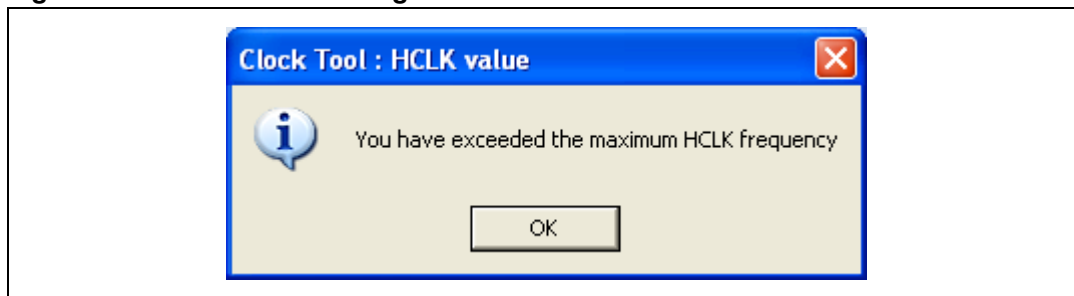 Clock Tool : HCLK value
You have exceeded the maximum HCLK frequency
OK